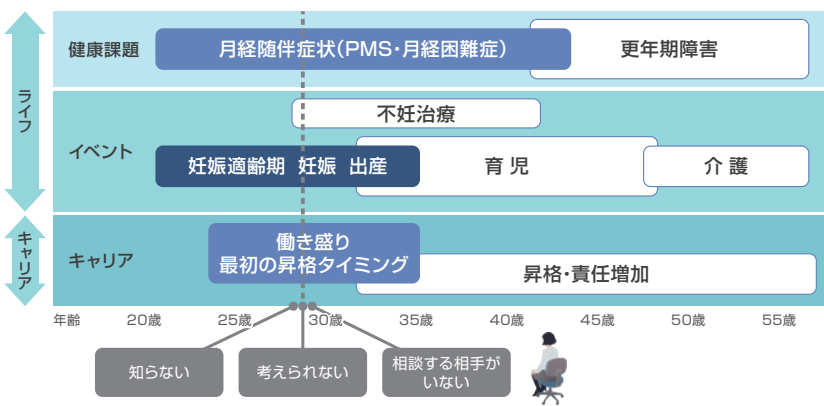 ライフ
健康課題
月経随伴症状(PMS・月経困難症)
更年期障害
イベント
不妊治療
妊娠適齢期 妊娠 出産
育児
介護
キャリア
キャリア
働き盛り
最初の昇格タイミング
昇格・責任増加
年齢 20歳 25歳 30歳 35歳 40歳 45歳 50歳 55歳
知らない
考えられない
相談する相手が
いない